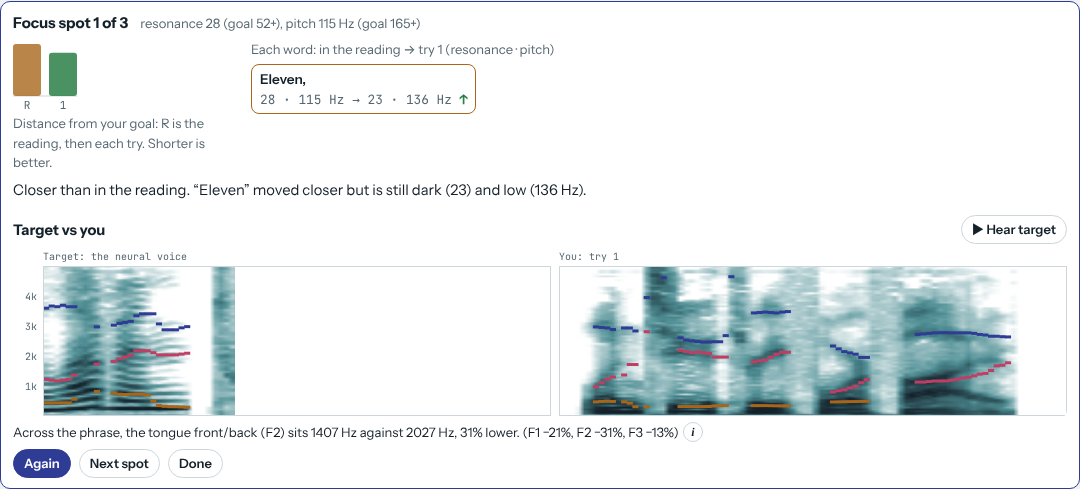 Focus spot 1 of 3 resonance 28 (goal 52+), pitch 115 Hz (goal 165+)
R 1
Distance from your goal: R is the
reading, then each try. Shorter is
better.
Each word: in the reading → try 1 (resonance · pitch)
Eleven,
28 · 115 Hz → 23 · 136 Hz ↑
Closer than in the reading. “Eleven” moved closer but is still dark (23) and low (136 Hz).
Target vs you
▶ Hear target
Target: the neural voice
4k
3k
2k
1k
You: try 1
Across the phrase, the tongue front/back (F2) sits 1407 Hz against 2027 Hz, 31% lower. (F1 −21%, F2 −31%, F3 −13%) i
Again Next spot Done